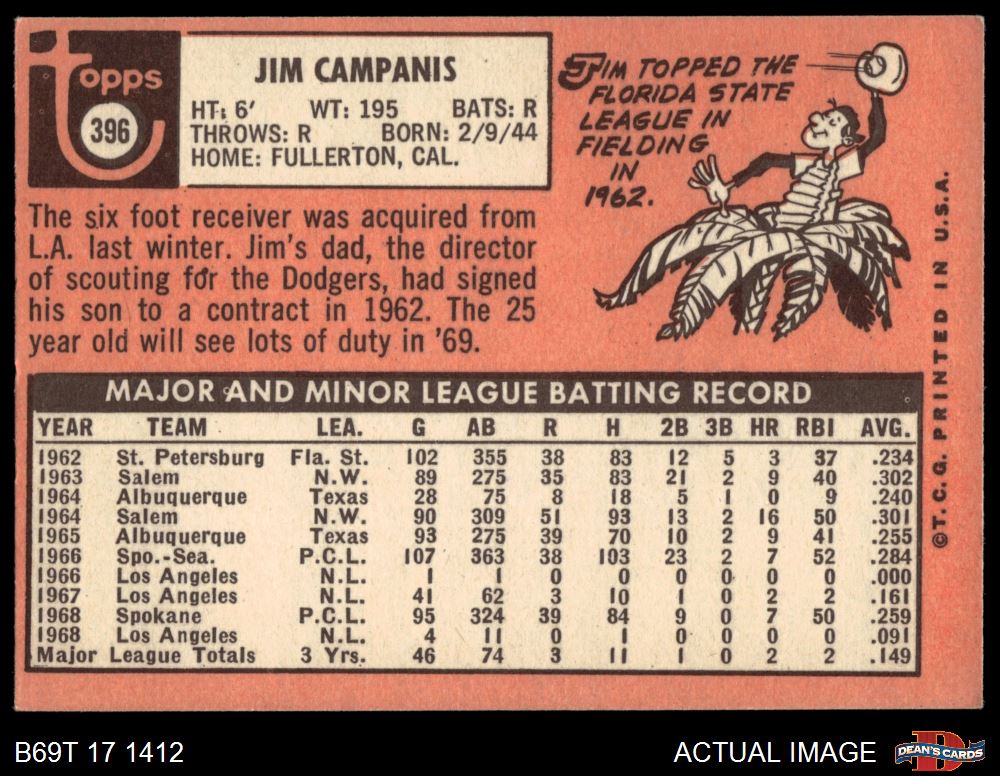 Topps
396
JIM CAMPANIS
HT: 6' WT: 195 BATS: R
THROWS: R BORN: 2/9/44
HOME: FULLERTON, CAL.
JIM TOPPED THE
FLORIDA STATE
LEAGUE IN
FIELDING
IN
1962.
The six foot receiver was acquired from
L.A. last winter. Jim's dad, the director
of scouting for the Dodgers, had signed
his son to a contract in 1962. The 25
year old will see lots of duty in '69.
MAJOR AND MINOR LEAGUE BATTING RECORD
YEAR TEAM LEA. G AB R H 2B 3B HR RBI AVG.
1962 St. Petersburg Fla. St. 102 355 38 83 12 5 3 37 .234
1963 Salem N.W. 89 275 35 83 21 2 9 40 .302
1964 Albuquerque Texas 28 75 8 18 5 1 0 9 .240
1964 Salem N.W. 90 309 51 93 13 2 16 50 .301
1965 Albuquerque Texas 93 275 39 70 10 2 9 41 .255
1966 Spo.-Sea. P.C.L. 107 363 38 103 23 2 7 52 .284
1966 Los Angeles N.L. 1 1 0 0 0 0 0 0 .000
1967 Los Angeles N.L. 41 62 3 10 1 0 2 2 .161
1968 Spokane P.C.L. 95 324 39 84 9 0 7 50 .259
1968 Los Angeles N.L. 4 11 0 1 0 0 0 0 .091
Major League Totals 3 Yrs. 46 74 3 11 1 0 2 2 .149
©T.C.G. PRINTED IN U.S.A.
B69T 17 1412
ACTUAL IMAGE
DEAN'S CARDS